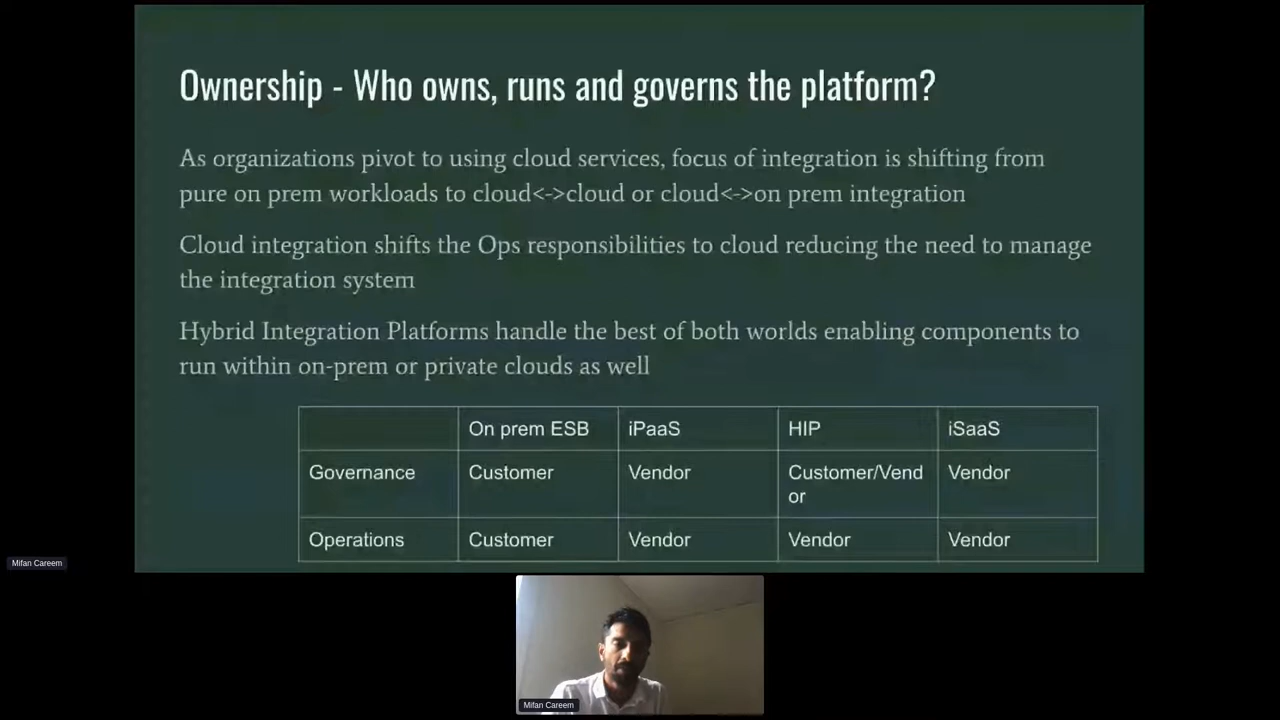 Ownership - Who owns, runs and governs the platform?
As organizations pivot to using cloud services, focus of integration is shifting from
pure on prem workloads to cloud<->cloud or cloud<->on prem integration
Cloud integration shifts the Ops responsibilities to cloud reducing the need to manage
the integration system
Hybrid Integration Platforms handle the best of both worlds enabling components to
run within on-prem or private clouds as well
On prem ESB iPaaS HIP iSaaS
Governance Customer Vendor Customer/Vend Vendor
or
Operations Customer Vendor Vendor Vendor
Mifan Careem
Mifan Careem